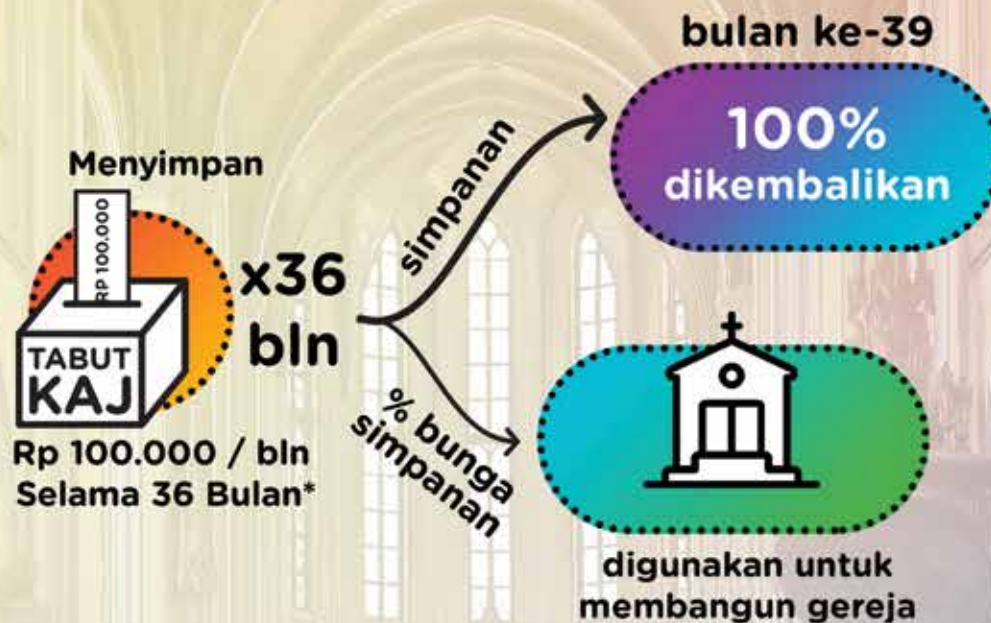 Menyimpan
RP 100.000
TABUT
KAJ
x36
bln
Rp 100.000 / bln
Selama 36 Bulan*
simpanan
bulan ke-39
100%
dikembalikan
% bunga
simpanan
digunakan untuk
membangun gereja